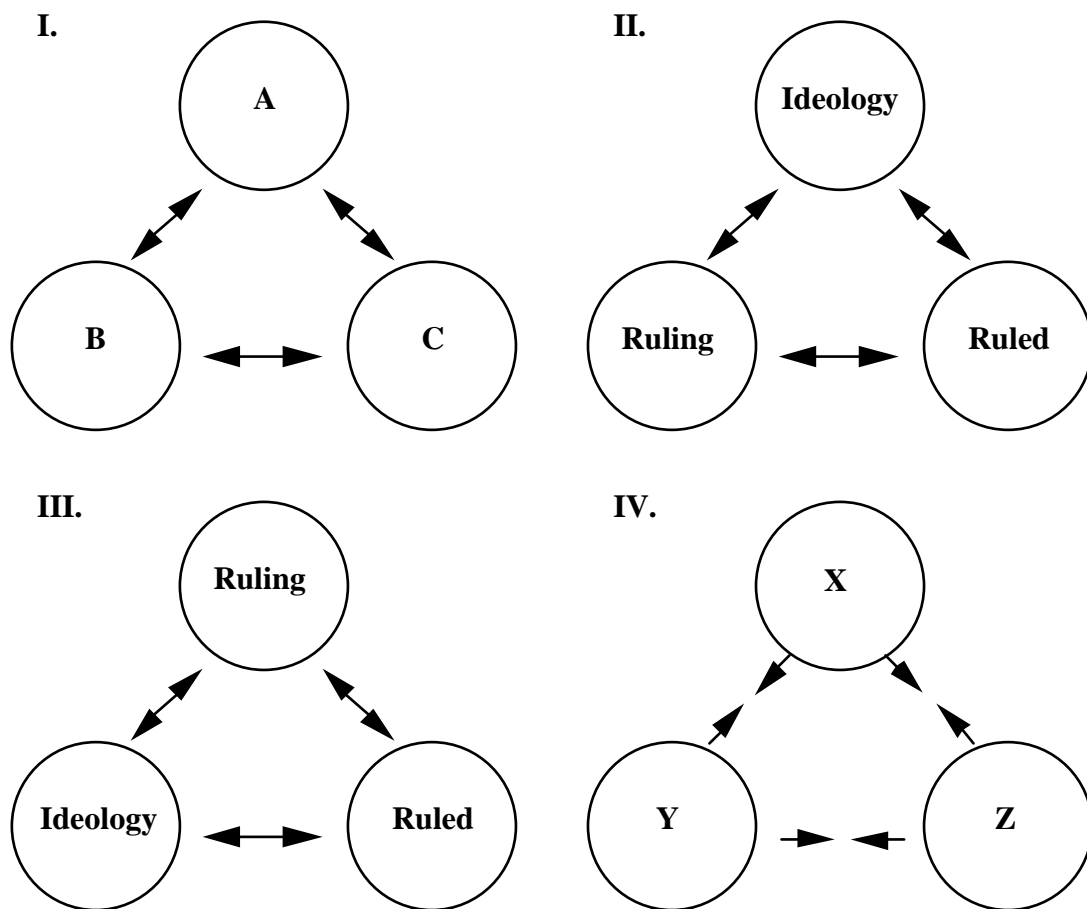 I.
A
B
C
II.
Ideology
Ruling
Ruled
III.
Ruling
Ideology
Ruled
IV.
X
Y
Z